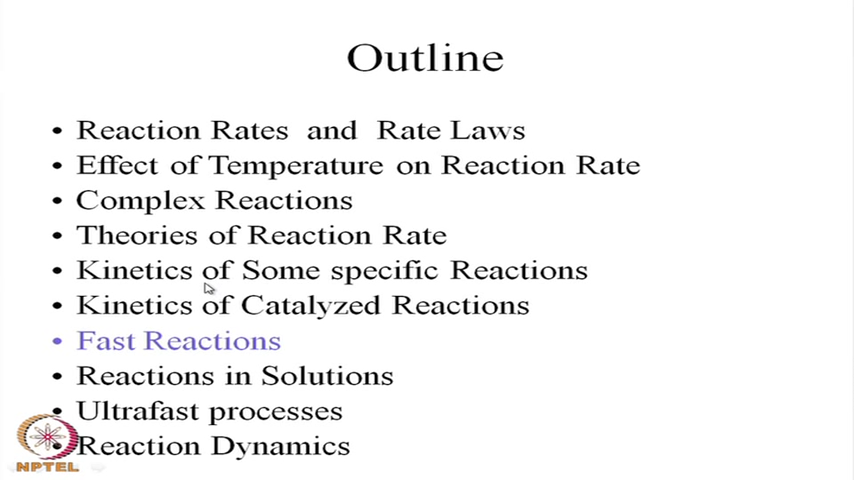 Outline
• Reaction Rates and Rate Laws
• Effect of Temperature on Reaction Rate
• Complex Reactions
• Theories of Reaction Rate
• Kinetics of Some specific Reactions
• Kinetics of Catalyzed Reactions
• Fast Reactions
• Reactions in Solutions
• Ultrafast processes
• Reaction Dynamics
NPTEL